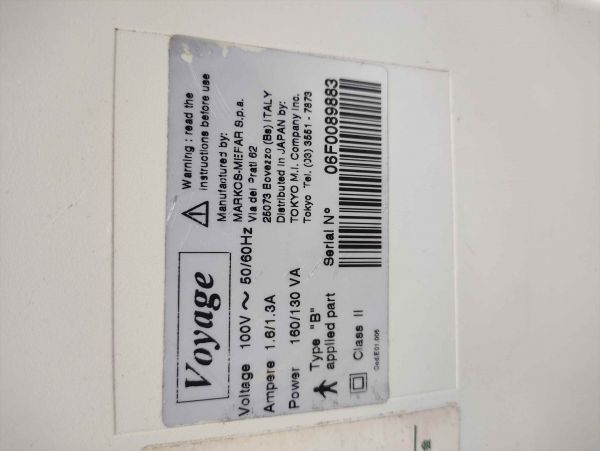 Voyage
Warning : read the
instructions before use
Voltage 100V ~ 50/60Hz
Ampere 1.6/1.3A
Power 160/130 VA
Type "B"
applied part
Class II
Manufactured by:
MARKOS-MEFAR S.p.a.
Via dei Prati 62
25073 Bovezzo (Bs) ITALY
Distributed in JAPAN by:
TOKYO M.I. Company Inc.
Tokyo Tel. (03) 3551 - 7873
Serial N° 06F0089883